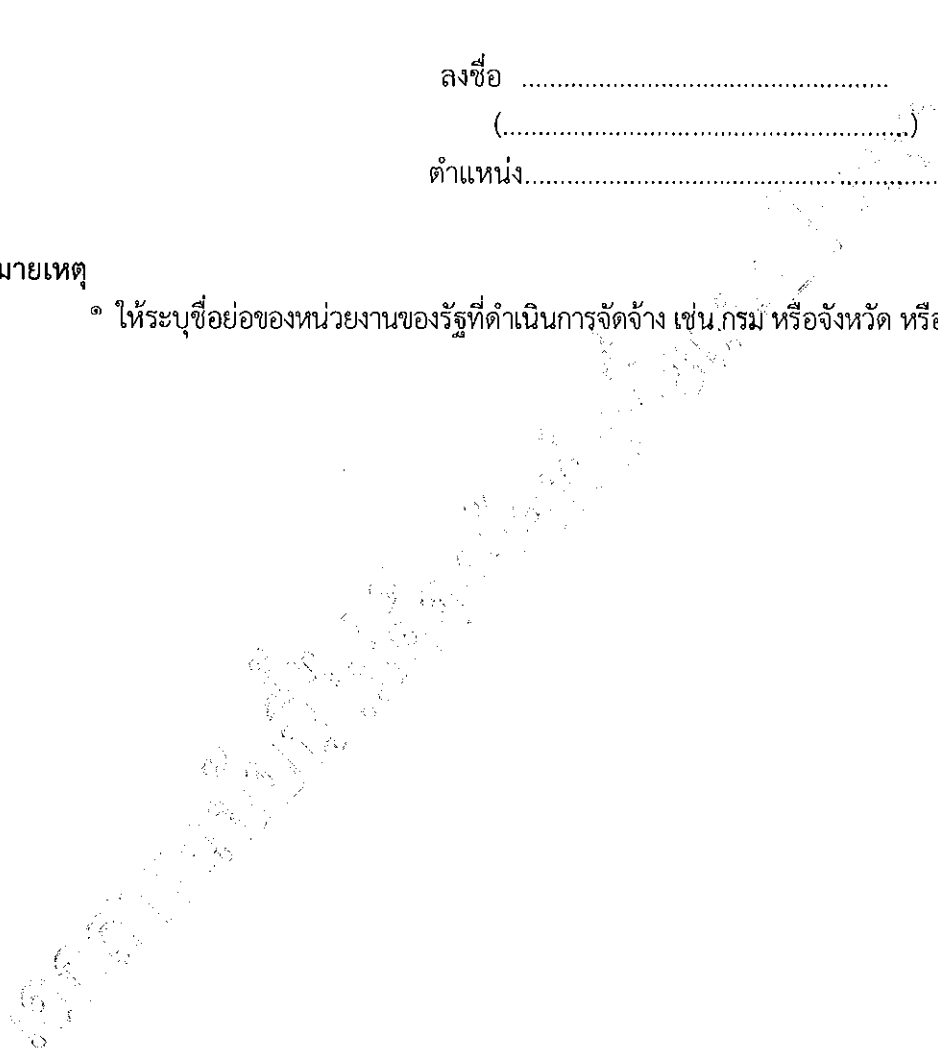 ลงชื่อ ....................................................
(........................................................)
ตำแหน่ง..........................................................
มายเหตุ
๑ ให้ระบุชื่อย่อของหน่วยงานของรัฐที่ดำเนินการจัดจ้าง เช่น กรม หรือจังหวัด หรือ